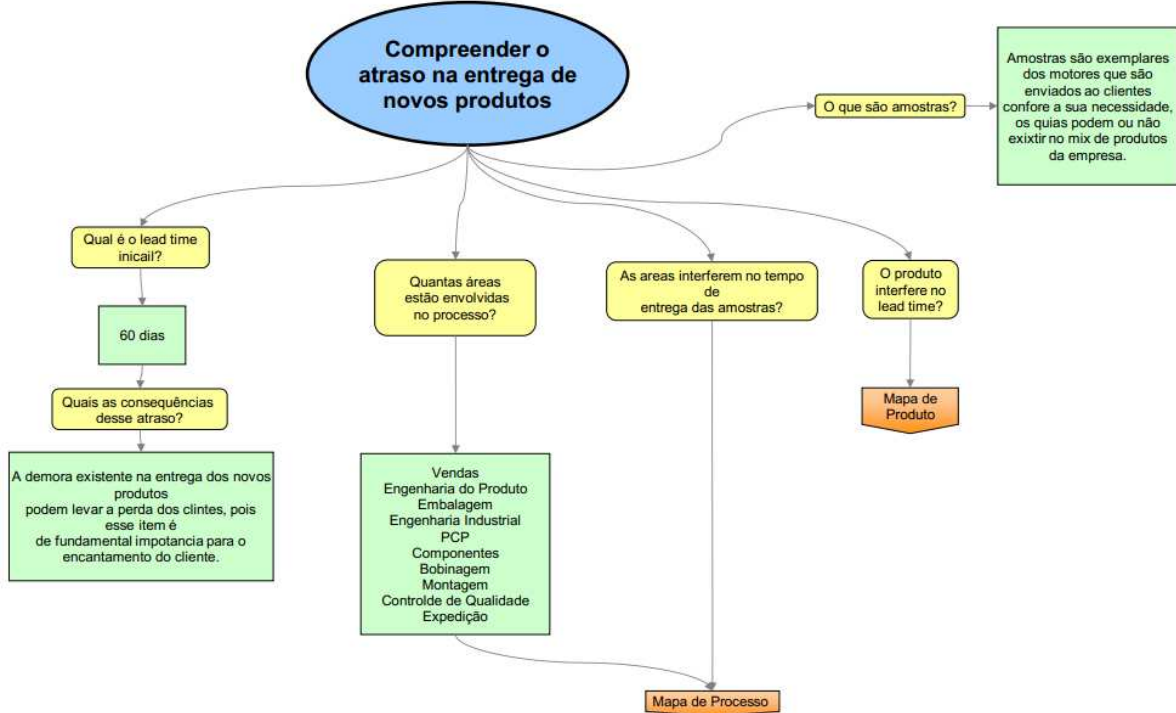 Compreender o
atraso na entrega de
novos produtos
O que são amostras?
Amostras são exemplares
dos motores que são
enviados ao clientes
confore a sua necessidade,
os quias podem ou não
exixtir no mix de produtos
da empresa.
Qual é o lead time
inicail?
60 dias
Quais as consequências
desse atraso?
A demora existente na entrega dos novos
produtos
podem levar a perda dos clintes, pois
esse item é
de fundamental impotancia para o
encantamento do cliente.
Quantas áreas
estão envolvidas
no processo?
Vendas
Engenharia do Produto
Embalagem
Engenharia Industrial
PCP
Componentes
Bobinagem
Montagem
Controlde de Qualidade
Expedição
As areas interferem no tempo
de
entrega das amostras?
Mapa de Processo
O produto
interfere no
lead time?
Mapa de
Produto